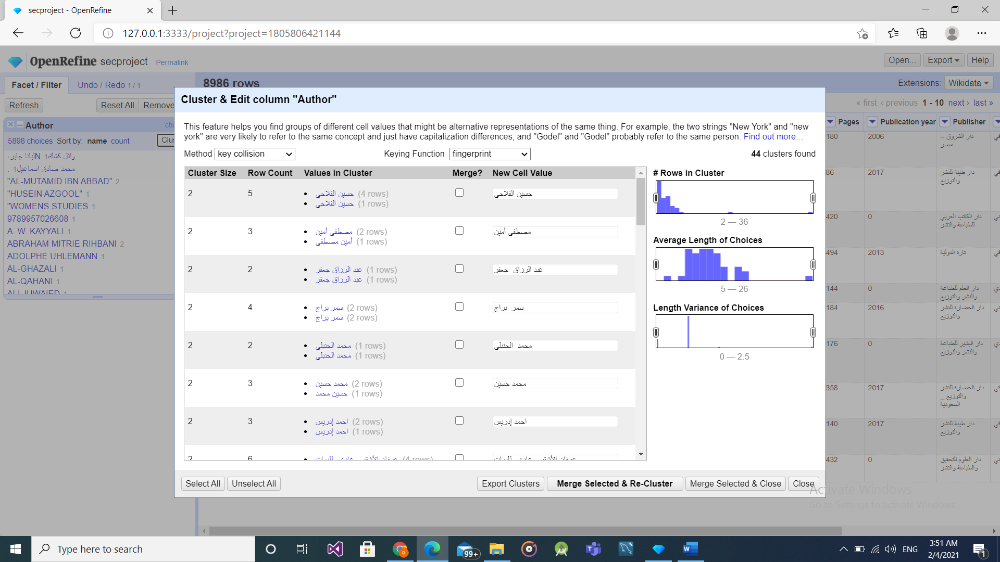 secproject - OpenRefine
127.0.0.1:3333/project?project=1805806421144
OpenRefine secproject Permalink
Open... Export Help
Facet / Filter Undo / Redo 1 / 1
8986 rows
Extensions: Wikidata
Refresh Reset All Remove
« first ‹ previous 1 - 10 next › last »
Author
5898 choices Sort by: name count
وائل كشك 1
محمد صادق اسماعيل 1
"AL-MUTAMID IBN ABBAD" 2
"HUSEIN AZGOOL" 1
"WOMENS STUDIES 1
9789957026608 1
A. W. KAYYALI 1
ABRAHAM MITRIE RIHBANI 2
ADOLPHE UHLEMANN 1
AL-GHAZALI 1
AL-QAHANI 1
Cluster & Edit column "Author"
This feature helps you find groups of different cell values that might be alternative representations of the same thing. For example, the two strings "New York" and "new
york" are very likely to refer to the same concept and just have capitalization differences, and "Gödel" and "Godel" probably refer to the same person. Find out more...
Method key collision Keying Function fingerprint 44 clusters found
Cluster Size Row Count Values in Cluster Merge? New Cell Value
2 5 حسين الفلاحي (4 rows) حسين الفلاحي
حسين الفلاحي (1 rows)
2 3 مصطفى أمين (2 rows) مصطفى أمين
أمين مصطفى (1 rows)
2 2 عبد الرزاق جعفر (1 rows) عبد الرزاق جعفر
عبد الرزاق جعفر (1 rows)
2 4 سمر براج (2 rows) سمر براج
سمر براج (2 rows)
2 2 محمد الحنبلي (1 rows) محمد الحنبلي
محمد الحنبلي (1 rows)
2 3 محمد حسين (2 rows) محمد حسين
حسين محمد (1 rows)
2 3 احمد إدريس (2 rows) احمد إدريس
احمد إدريس (1 rows)
2 6 (4 rows)
# Rows in Cluster
2 — 36
Average Length of Choices
5 — 26
Length Variance of Choices
0 — 2.5
Select All Unselect All Export Clusters Merge Selected & Re-Cluster Merge Selected & Close Close
Pages Publication year Publisher
180 2006 دار الشروق –
مصر
86 2017 دار طيبة للنشر
والتوزيع
420 0 دار الكاتب العربي
للطباعة والنشر
494 2013 تارة الدولية
144 0 دار العلم للطباعة
والنشر والتوزيع
184 2016 دار الحضارة للنشر
والتوزيع
176 0 دار البشير للطباعة
والنشر والتوزيع
358 2017 دار الحضارة للنشر
والتوزيع _
السعودية
140 2017 دار طيبة للنشر
والتوزيع
432 0 دار العلوم للتحقيق
والطباعة والنشر
Activate Windows
Go to Settings to activate Windows.
Type here to search
99+
ENG
3:51 AM
2/4/2021
1